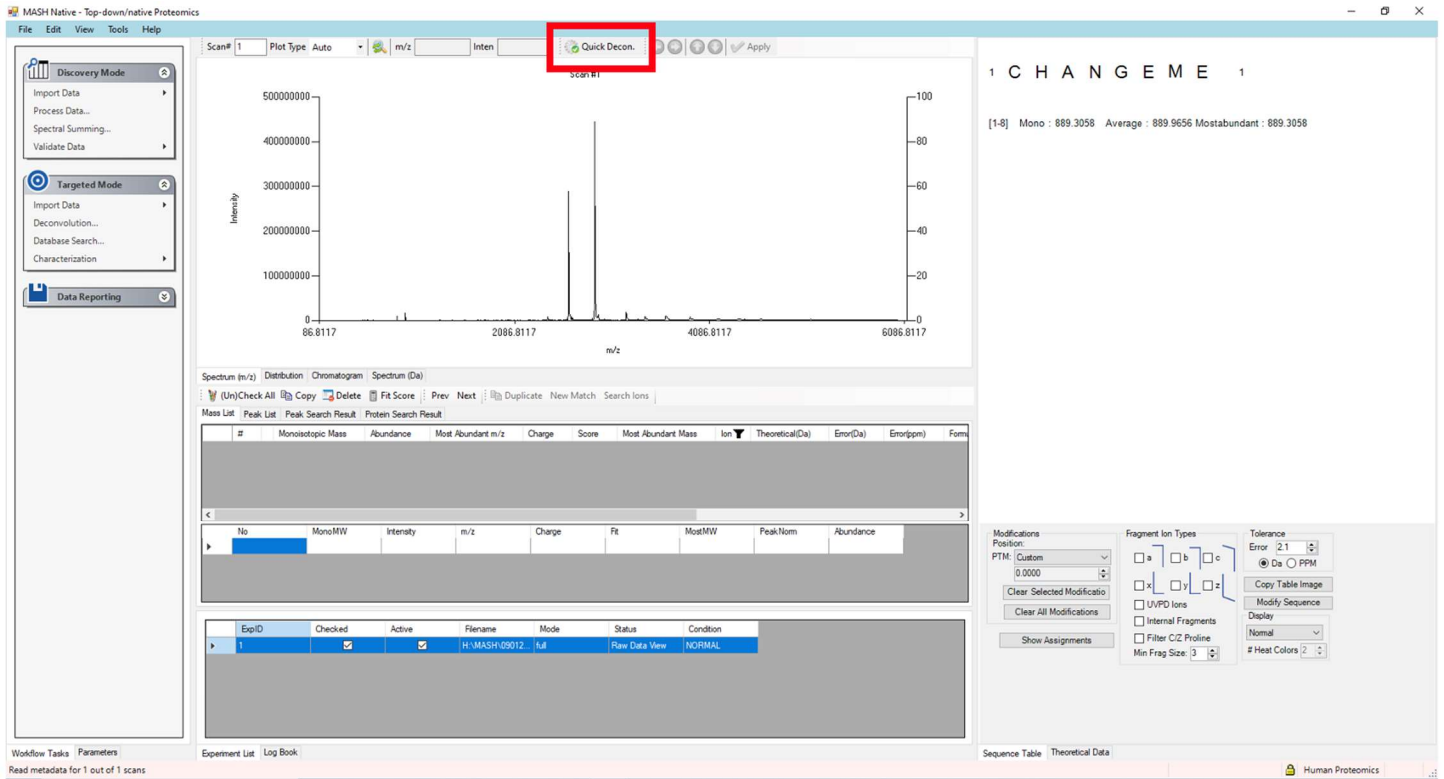 MASH Native - Top-down/native Proteomics
File Edit View Tools Help
Scan# 1 Plot Type Auto m/z Inten Quick Decon. Apply
Discovery Mode
Import Data
Process Data...
Spectral Summing...
Validate Data
Targeted Mode
Import Data
Deconvolution...
Database Search...
Characterization
Data Reporting
Scan #1
500000000 100
400000000 80
300000000 60
Intensity
200000000 40
100000000 20
0 0
86.8117 2086.8117 4086.8117 6086.8117
m/z
Spectrum (m/z) Distribution Chromatogram Spectrum (Da)
(Un)Check All Copy Delete Fit Score Prev Next Duplicate New Match Search Ions
Mass List Peak List Peak Search Result Protein Search Result
# Monoisotopic Mass Abundance Most Abundant m/z Charge Score Most Abundant Mass Ion Theoretical(Da) Error(Da) Error(ppm) Formu
No MonoMW Intensity m/z Charge Fit MostMW PeakNorm Abundance
ExpID Checked Active Filename Mode Status Condition
1 H:\MASH\09012... full Raw Data View NORMAL
Experiment List Log Book
Workflow Tasks Parameters
1 C H A N G E M E 1
[1-8] Mono : 889.3058 Average : 889.9656 Mostabundant : 889.3058
Modifications
Position:
PTM: Custom
0.0000
Clear Selected Modificatio
Clear All Modifications
Show Assignments
Fragment Ion Types
a b c
x y z
UVPD Ions
Internal Fragments
Filter C/Z Proline
Min Frag Size: 3
Tolerance
Error 2.1
Da PPM
Copy Table Image
Modify Sequence
Display
Normal
# Heat Colors 2
Sequence Table Theoretical Data
Read metadata for 1 out of 1 scans Human Proteomics